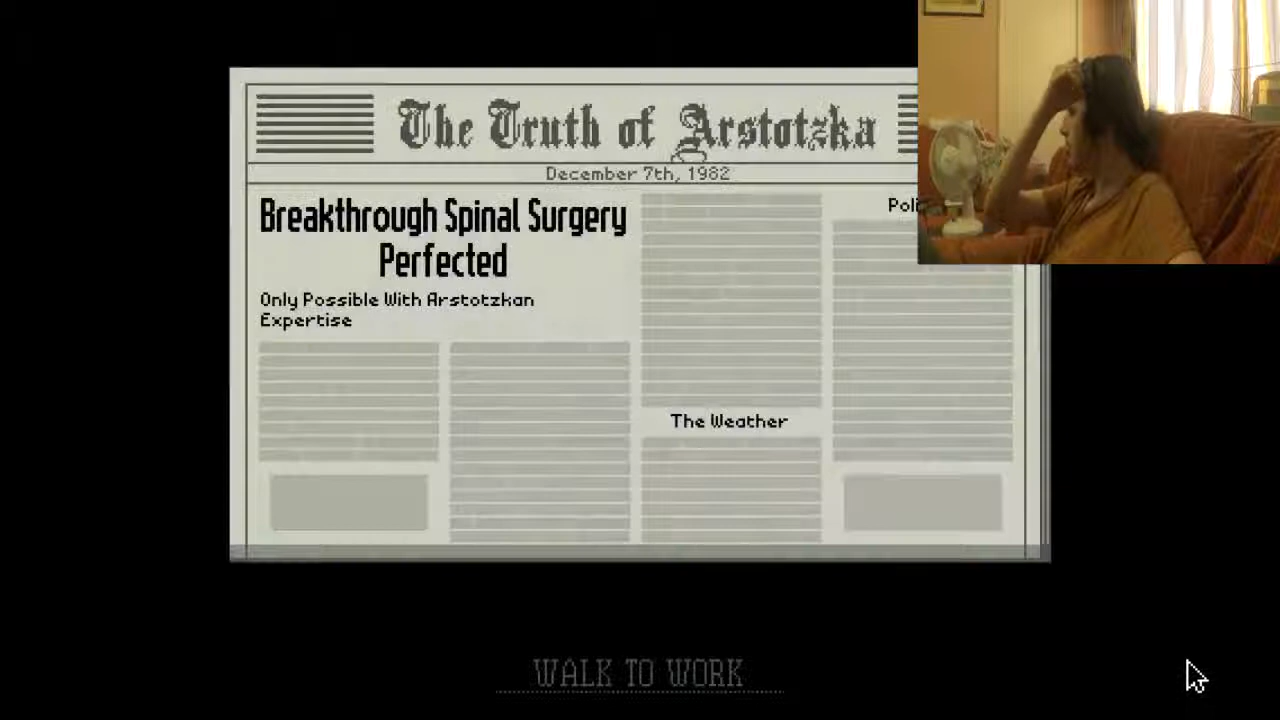 The Truth of Arstotzka
December 7th, 1982
Breakthrough Spinal Surgery
Perfected
Only Possible With Arstotzkan
Expertise
The Weather
WALK TO WORK